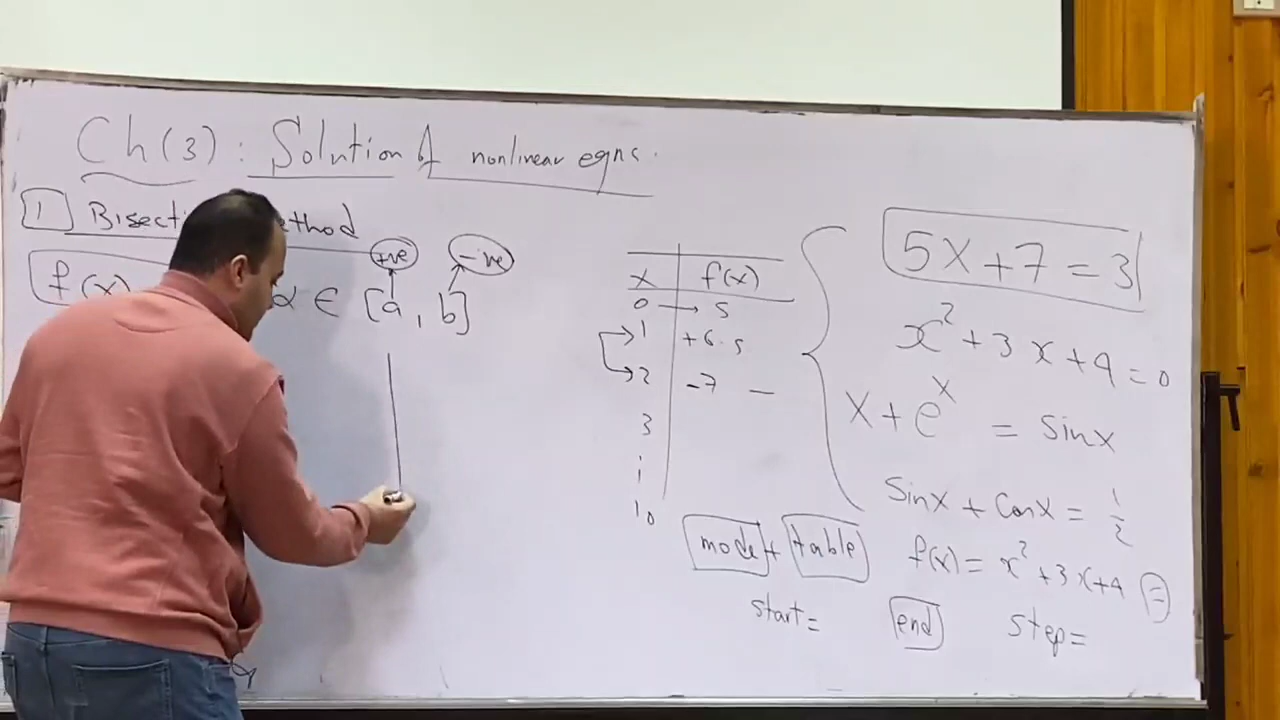 Ch(3): Solution of nonlinear eqns.
1 Bisecti ethod
+ve -ve
f(x) α ∈ [a, b]
x f(x)
0 → 5
1 +6.5
2 -7 —
3
10
mode + table
start= end step=
5x+7=3
x²+3x+4=0
x+eˣ = sinx
sinx + cosx = 1/2
f(x)= x²+3x+4 =